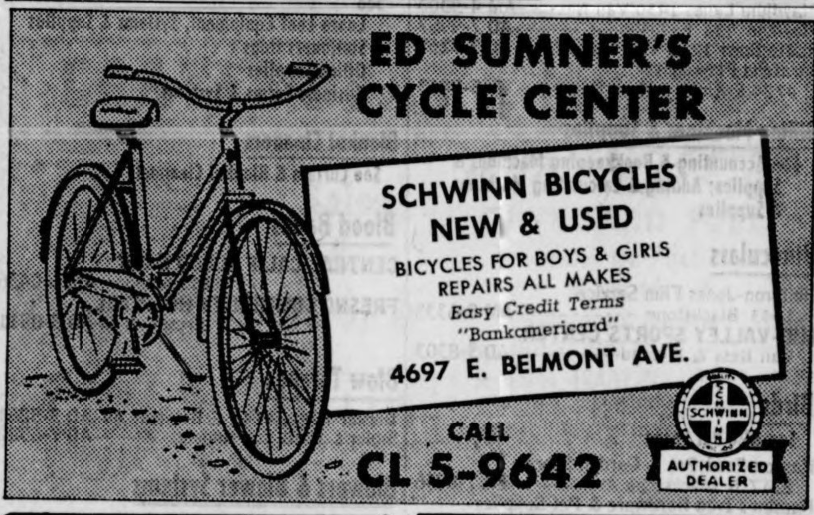 ED SUMNER'S
CYCLE CENTER
SCHWINN BICYCLES
NEW & USED
BICYCLES FOR BOYS & GIRLS
REPAIRS ALL MAKES
Easy Credit Terms
"Bankamericard"
4697 E. BELMONT AVE.
CALL
CL 5-9642
SCHWINN
SCHWINN
AUTHORIZED
DEALER